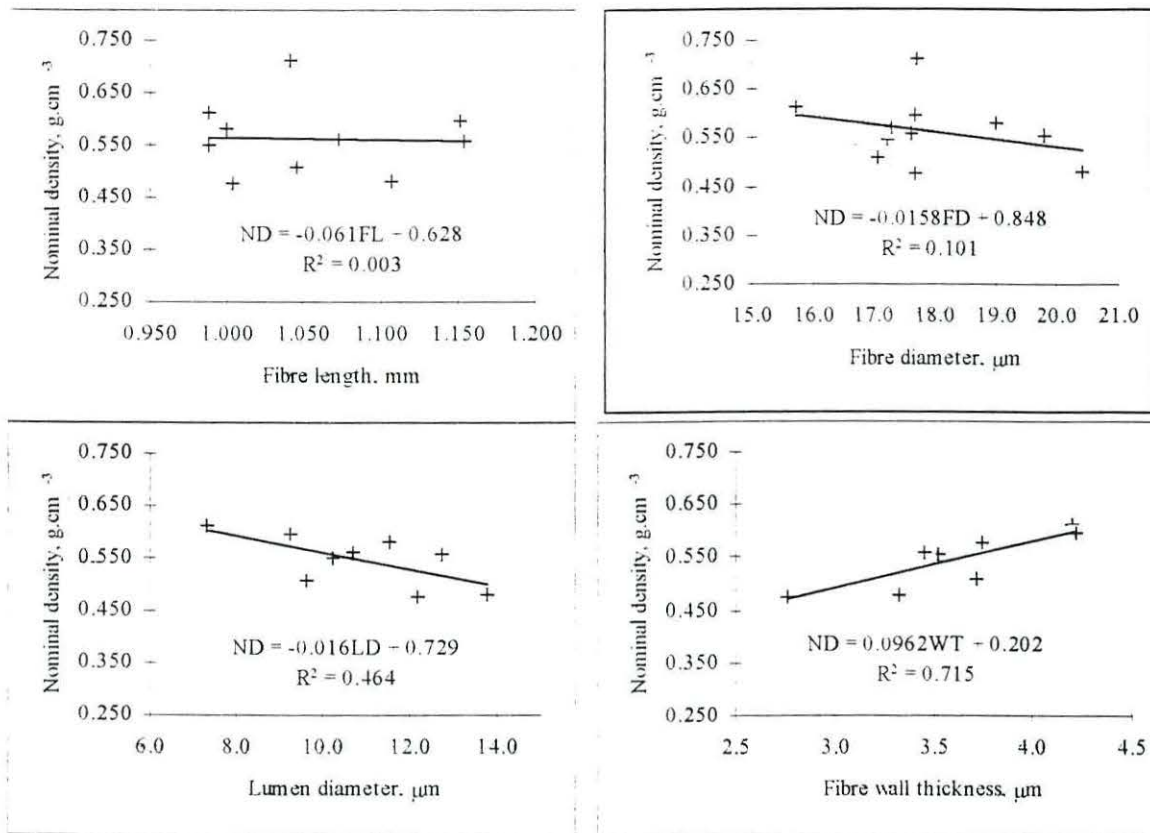 0.750
0.650
0.550
0.450
0.350
0.250
Nominal density, g.cm -3
ND = -0.061FL + 0.628
R2 = 0.003
0.950 1.000 1.050 1.100 1.150 1.200
Fibre length, mm
0.750
0.650
0.550
0.450
0.350
0.250
Nominal density, g.cm -3
ND = -0.0158FD + 0.848
R2 = 0.101
15.0 16.0 17.0 18.0 19.0 20.0 21.0
Fibre diameter, μm
0.750
0.650
0.550
0.450
0.350
0.250
Nominal density, g.cm -3
ND = -0.016LD + 0.729
R2 = 0.464
6.0 8.0 10.0 12.0 14.0
Lumen diameter, μm
0.750
0.650
0.550
0.450
0.350
0.250
Nominal density, g.cm -3
ND = 0.0962WT + 0.202
R2 = 0.715
2.5 3.0 3.5 4.0 4.5
Fibre wall thickness, μm